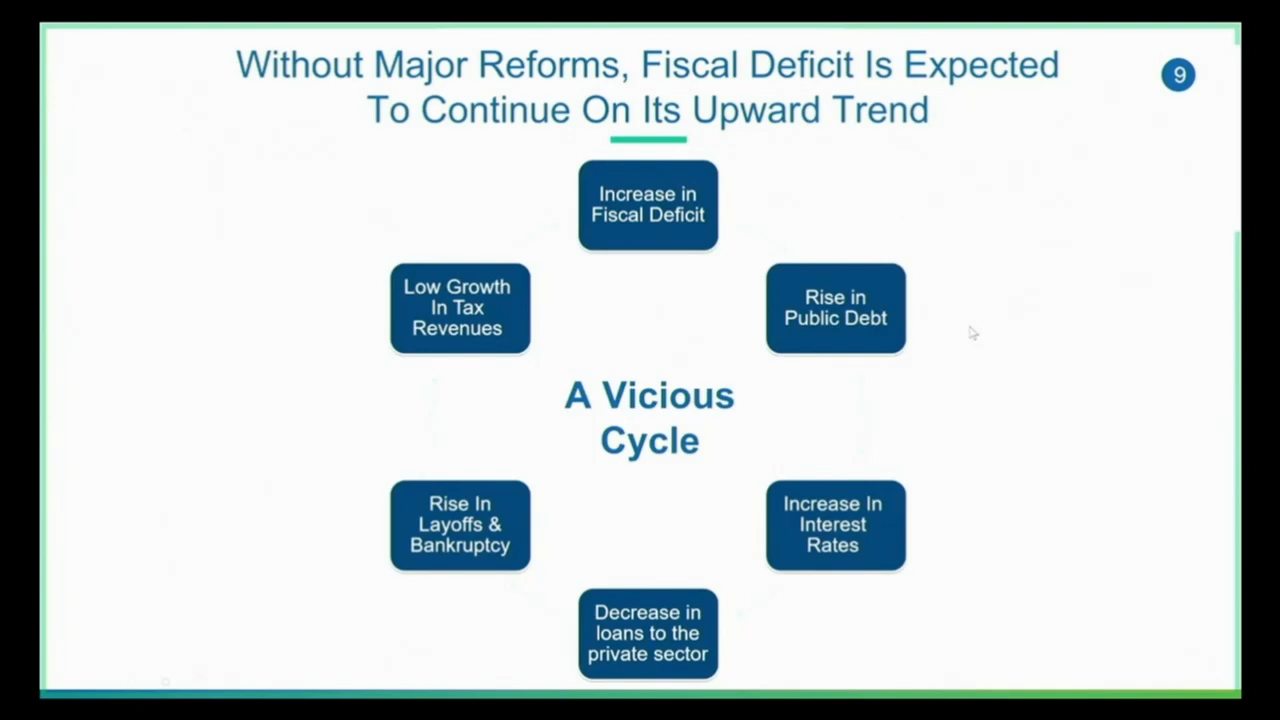 Without Major Reforms, Fiscal Deficit Is Expected
To Continue On Its Upward Trend
9
Increase in
Fiscal Deficit
Low Growth
In Tax
Revenues
Rise in
Public Debt
A Vicious
Cycle
Rise In
Layoffs &
Bankruptcy
Increase In
Interest
Rates
Decrease in
loans to the
private sector